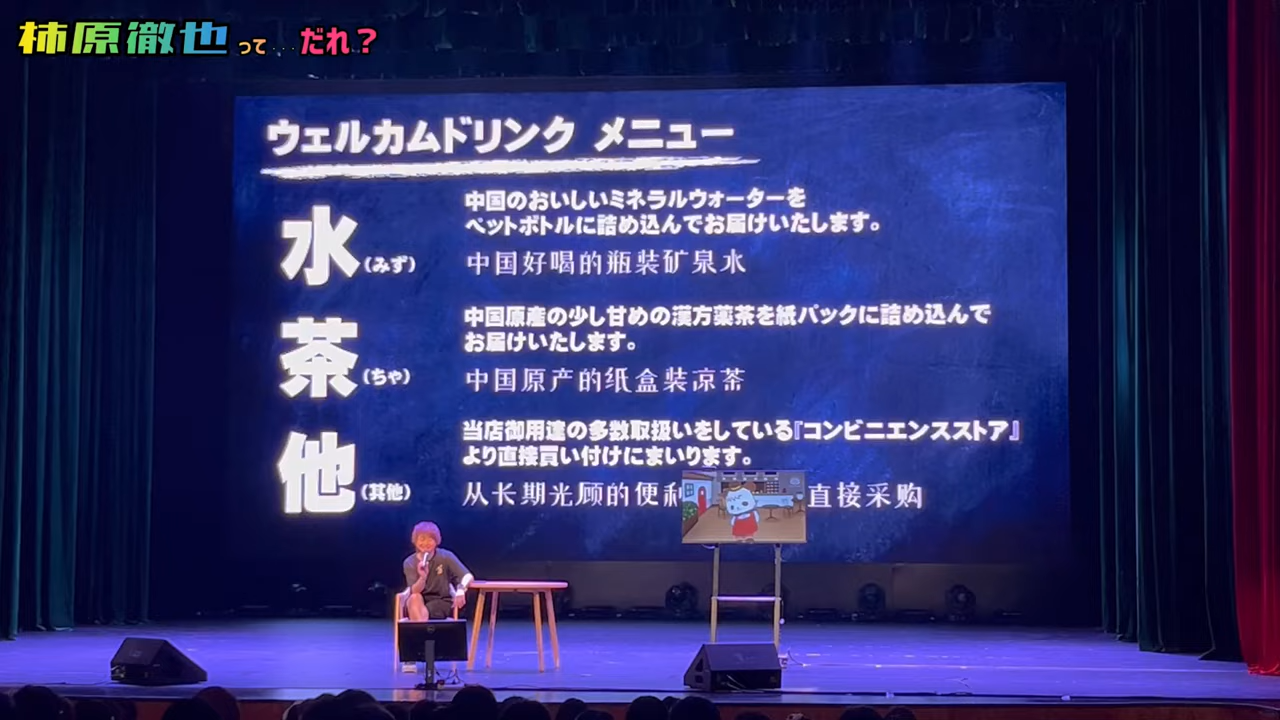 柿原徹也って…だれ？
ウェルカムドリンク メニュー
水(みず)
中国のおいしいミネラルウォーターを
ペットボトルに詰め込んでお届けいたします。
中国好喝的瓶装矿泉水
茶(ちゃ)
中国原産の少し甘めの漢方薬茶を紙パックに詰め込んで
お届けいたします。
中国原产的纸盒装凉茶
他(其他)
当店御用達の多数取扱いをしている『コンビニエンスストア』
より直接買い付けにまいります。
从长期光顾的便利
直接采购